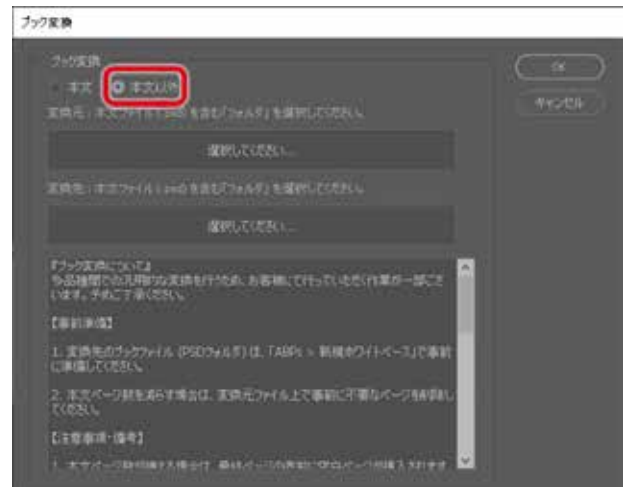 ブック変換
ブック変換
本文 本文以外
変換元：本文ファイル(.psd)を含む「フォルダ」を選択してください。
選択してください...
変換先：本文ファイル(.psd)を含む「フォルダ」を選択してください。
選択してください...
OK
キャンセル
『ブック変換について』
多品種間での汎用的な変換を行うため、お客様にて行っていただく作業が一部ござ
います。予めご了承ください。
【事前準備】
1. 変換先のブックファイル (PSDフォルダ) は、「ABPs > 新規ホワイトベース」で事前
に準備してください。
2. 本文ページ数を減らす場合は、変換元ファイル上で事前に不要なページを削除し
てください。
【注意事項・備考】